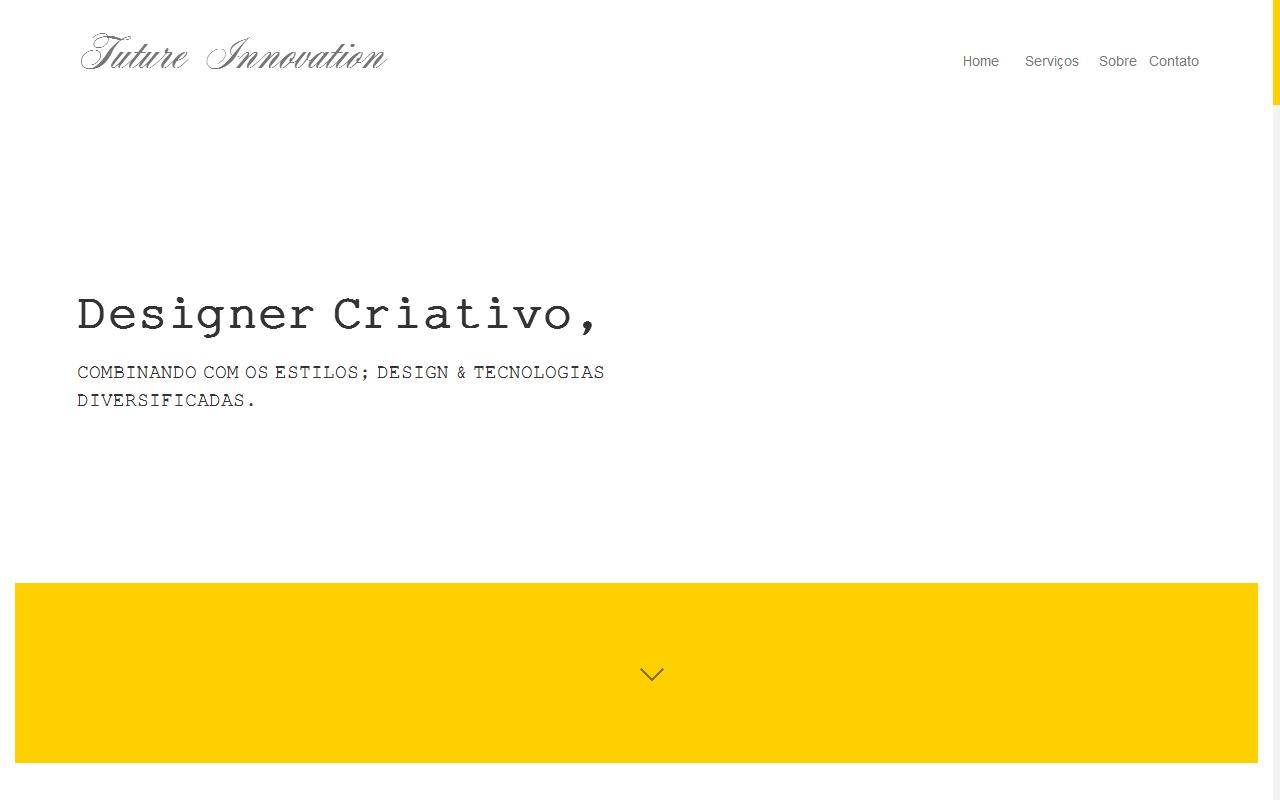 Future Innovation
Home Serviços Sobre Contato
Designer Criativo,
COMBINANDO COM OS ESTILOS; DESIGN & TECNOLOGIAS
DIVERSIFICADAS.